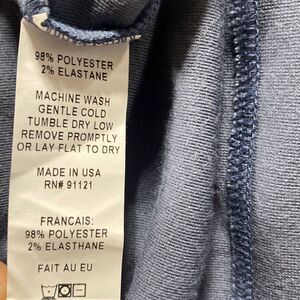 98% POLYESTER
2% ELASTANE
MACHINE WASH
GENTLE COLD
TUMBLE DRY LOW
REMOVE PROMPTLY
OR LAY FLAT TO DRY
MADE IN USA
RN# 91121
FRANCAIS:
98% POLYESTER
2% ELASTHANE
FAIT AU EU